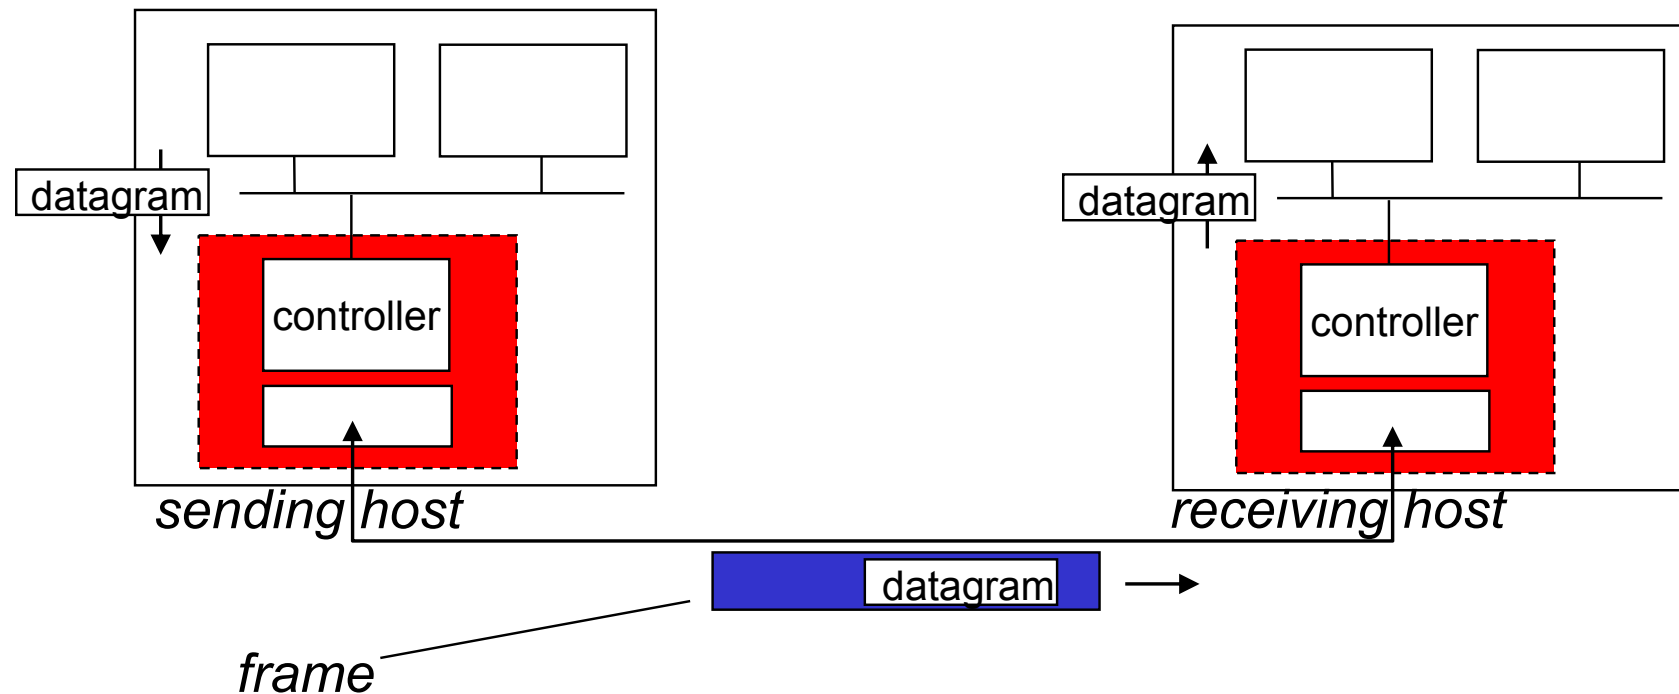 datagram
datagram
controller
controller
sending host
receiving host
datagram
frame